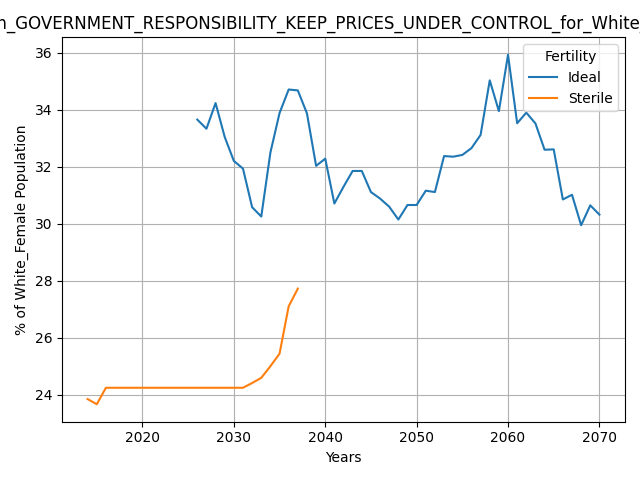 n_GOVERNMENT_RESPONSIBILITY_KEEP_PRICES_UNDER_CONTROL_for_White_
Fertility
Ideal
Sterile
% of White_Female Population
36
34
32
30
28
26
24
2020
2030
2040
2050
2060
2070
Years